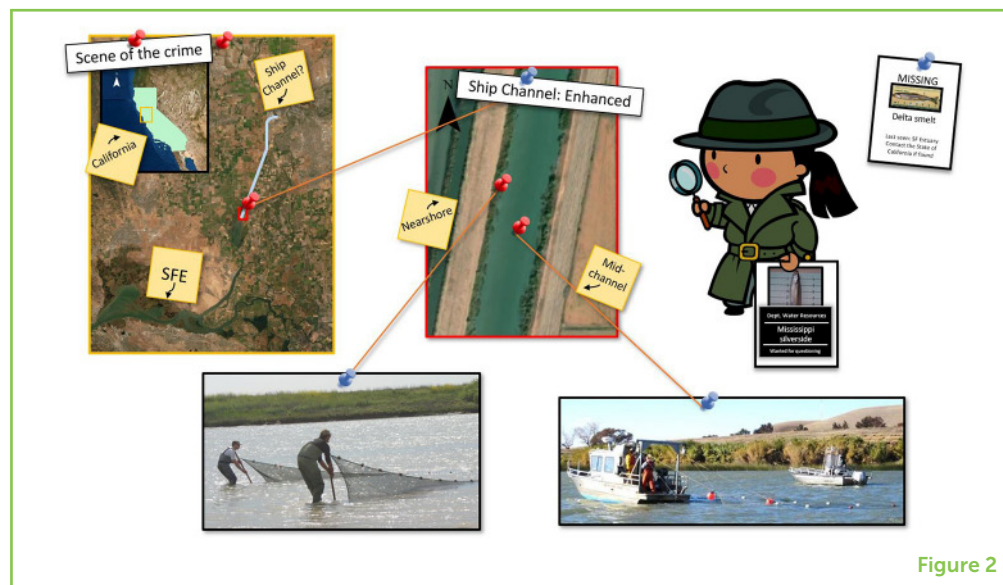 Scene of the crime
Ship
Channel?
California
SFE
N
Ship Channel: Enhanced
Nearshore
Mid-
channel
MISSING
Delta smelt
Last seen: SF Estuary
Contact the State of
California if found
Dept. Water Resources
Mississippi
silverside
Wanted for questioning
Figure 2